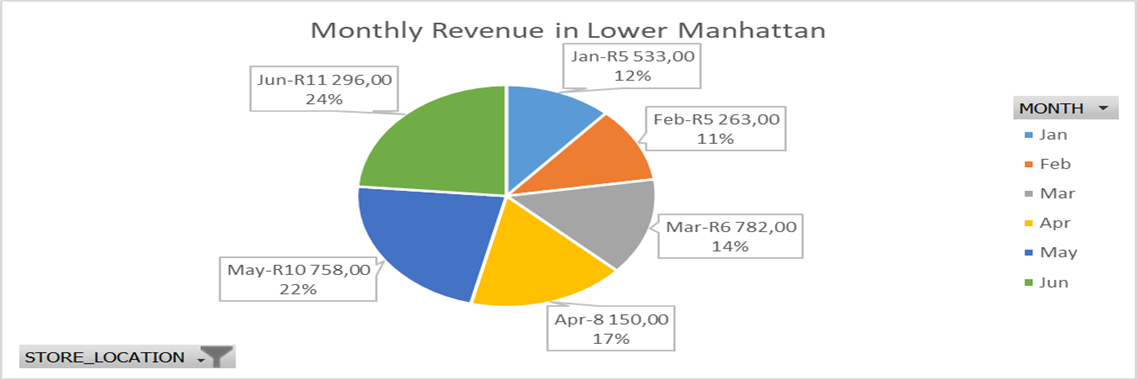 Monthly Revenue in Lower Manhattan
Jan-R5 533,00
12%
Jun-R11 296,00
24%
Feb-R5 263,00
11%
Mar-R6 782,00
14%
May-R10 758,00
22%
Apr-8 150,00
17%
MONTH
Jan
Feb
Mar
Apr
May
Jun
STORE_LOCATION